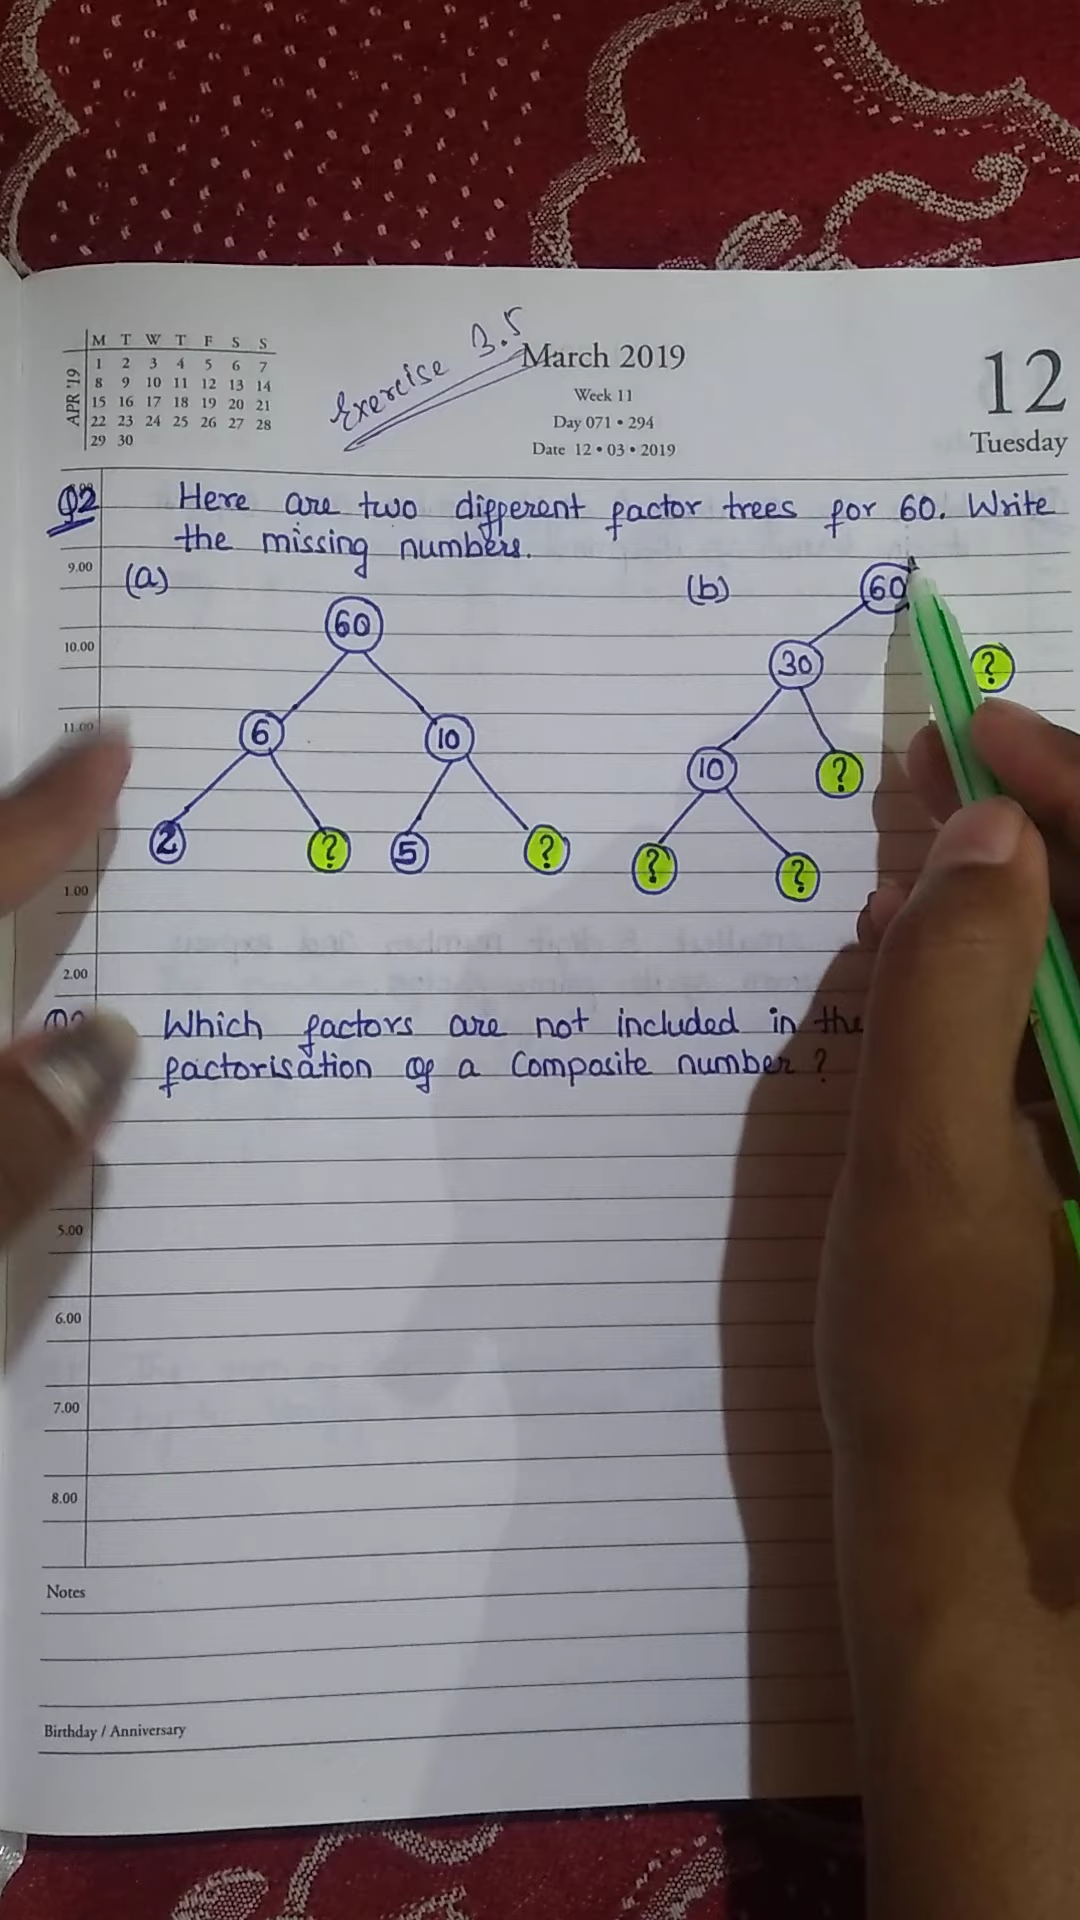 M T W T F S S
APR '19
1 2 3 4 5 6 7
8 9 10 11 12 13 14
15 16 17 18 19 20 21
22 23 24 25 26 27 28
29 30
Exercise 3.5
March 2019
Week 11
Day 071 • 294
Date 12 • 03 • 2019
12
Tuesday
Q2 Here are two different factor trees for 60. Write
the missing numbers.
9.00
(a)
60
10.00
6 10
11.00
2 ? 5 ?
(b)
60
30 ?
10 ?
? ?
1.00
2.00
Which factors are not included in the
factorisation of a Composite number ?
5.00
6.00
7.00
8.00
Notes
Birthday / Anniversary